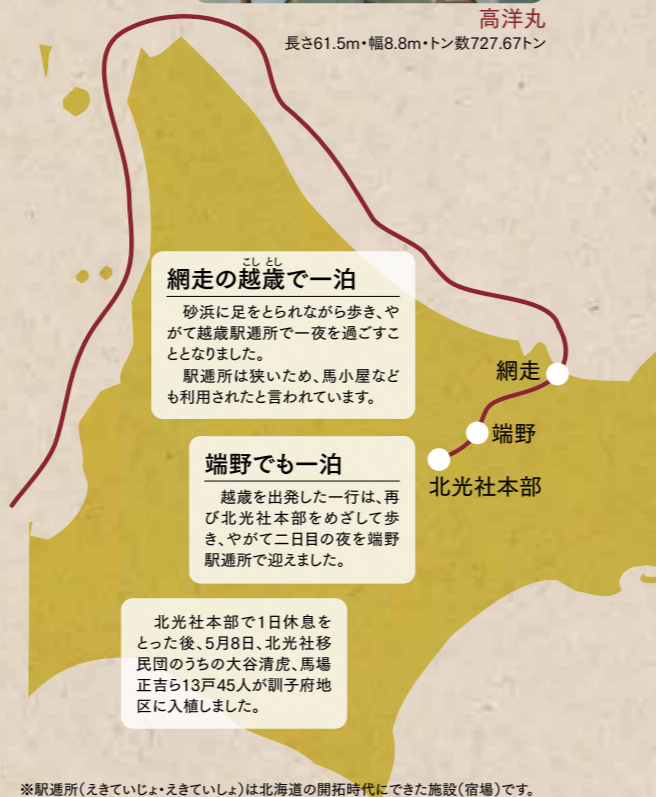 高洋丸
長さ61.5m・幅8.8m・トン数727.67トン
こし とし
網走の越歳で一泊
砂浜に足をとられながら歩き、や
がて越歳駅逓所で一夜を過ごすこ
ととなりました。
駅逓所は狭いため、馬小屋など
も利用されたと言われています。
網走
端野
北光社本部
端野でも一泊
越歳を出発した一行は、再
び北光社本部をめざして歩
き、やがて二日目の夜を端野
駅逓所で迎えました。
北光社本部で1日休息を
とった後、5月8日、北光社移
民団のうちの大谷清虎、馬場
正吉ら13戸45人が訓子府地
区に入植しました。
※駅逓所(えきていじょ・えきていしょ)は北海道の開拓時代にできた施設(宿場)です。